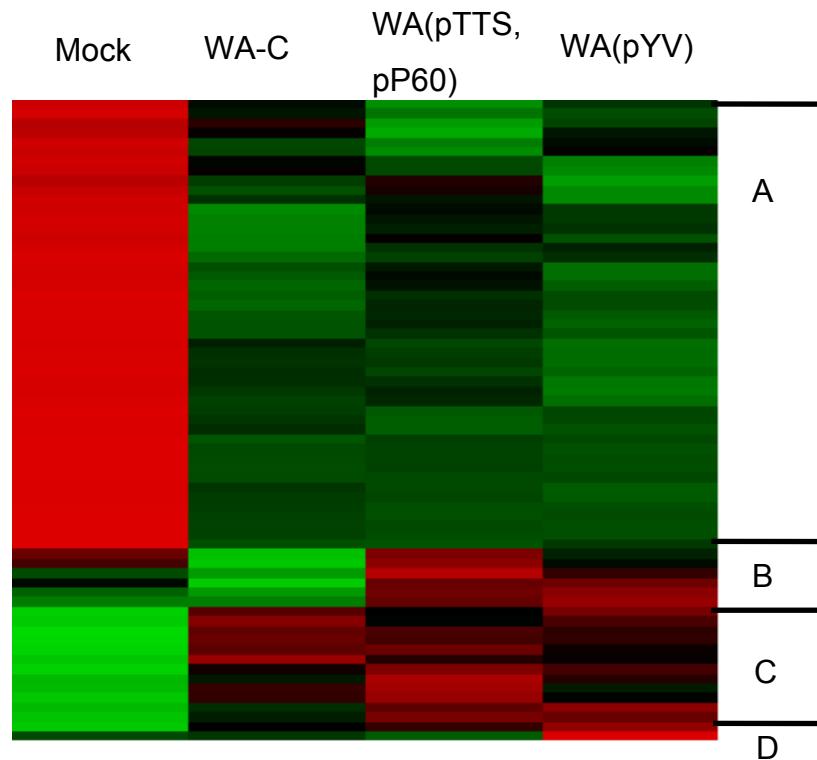 Mock
WA-C
WA(pTTS,
pP60)
WA(pYV)
A
B
C
D